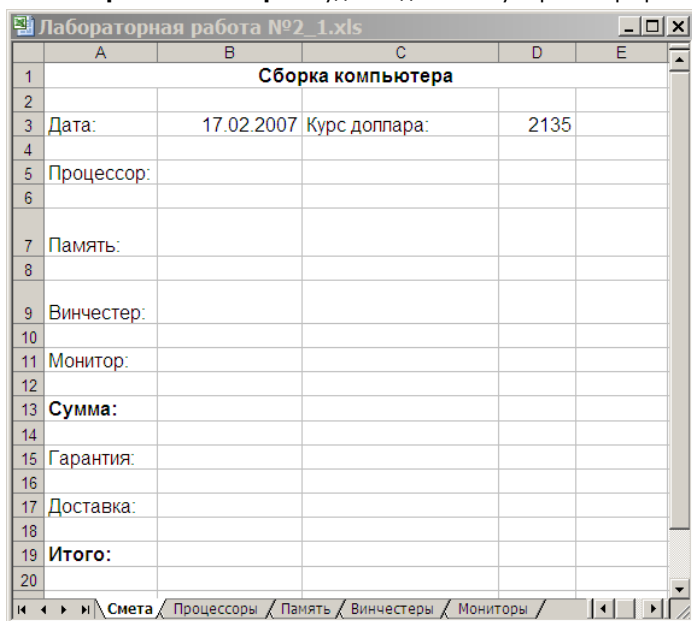 Лабораторная работа №2_1.xls
A B C D E
1 Сборка компьютера
2
3 Дата: 17.02.2007 Курс доллара: 2135
4
5 Процессор:
6
7 Память:
8
9 Винчестер:
10
11 Монитор:
12
13 Сумма:
14
15 Гарантия:
16
17 Доставка:
18
19 Итого:
20
Смета Процессоры Память Винчестеры Мониторы